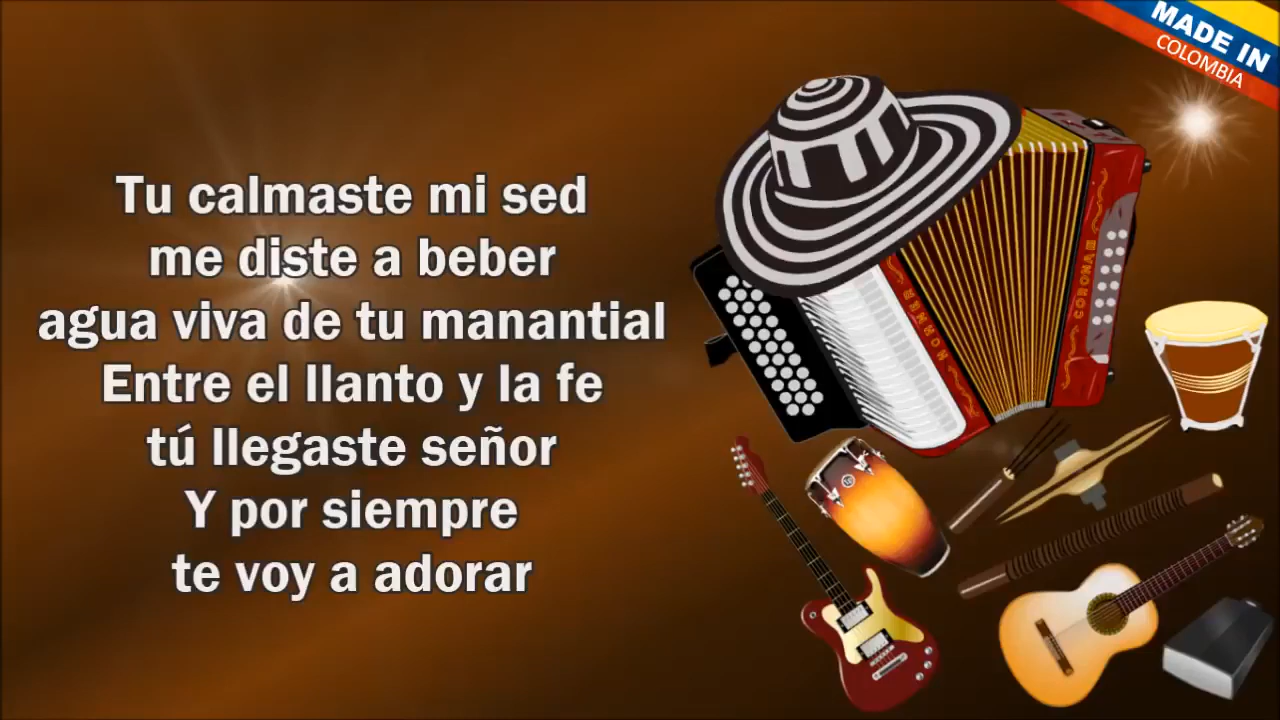 MADE IN
COLOMBIA
Tu calmaste mi sed
me diste a beber
agua viva de tu manantial
Entre el llanto y la fe
tú llegaste señor
Y por siempre
te voy a adorar
HOHNER
CORONA III